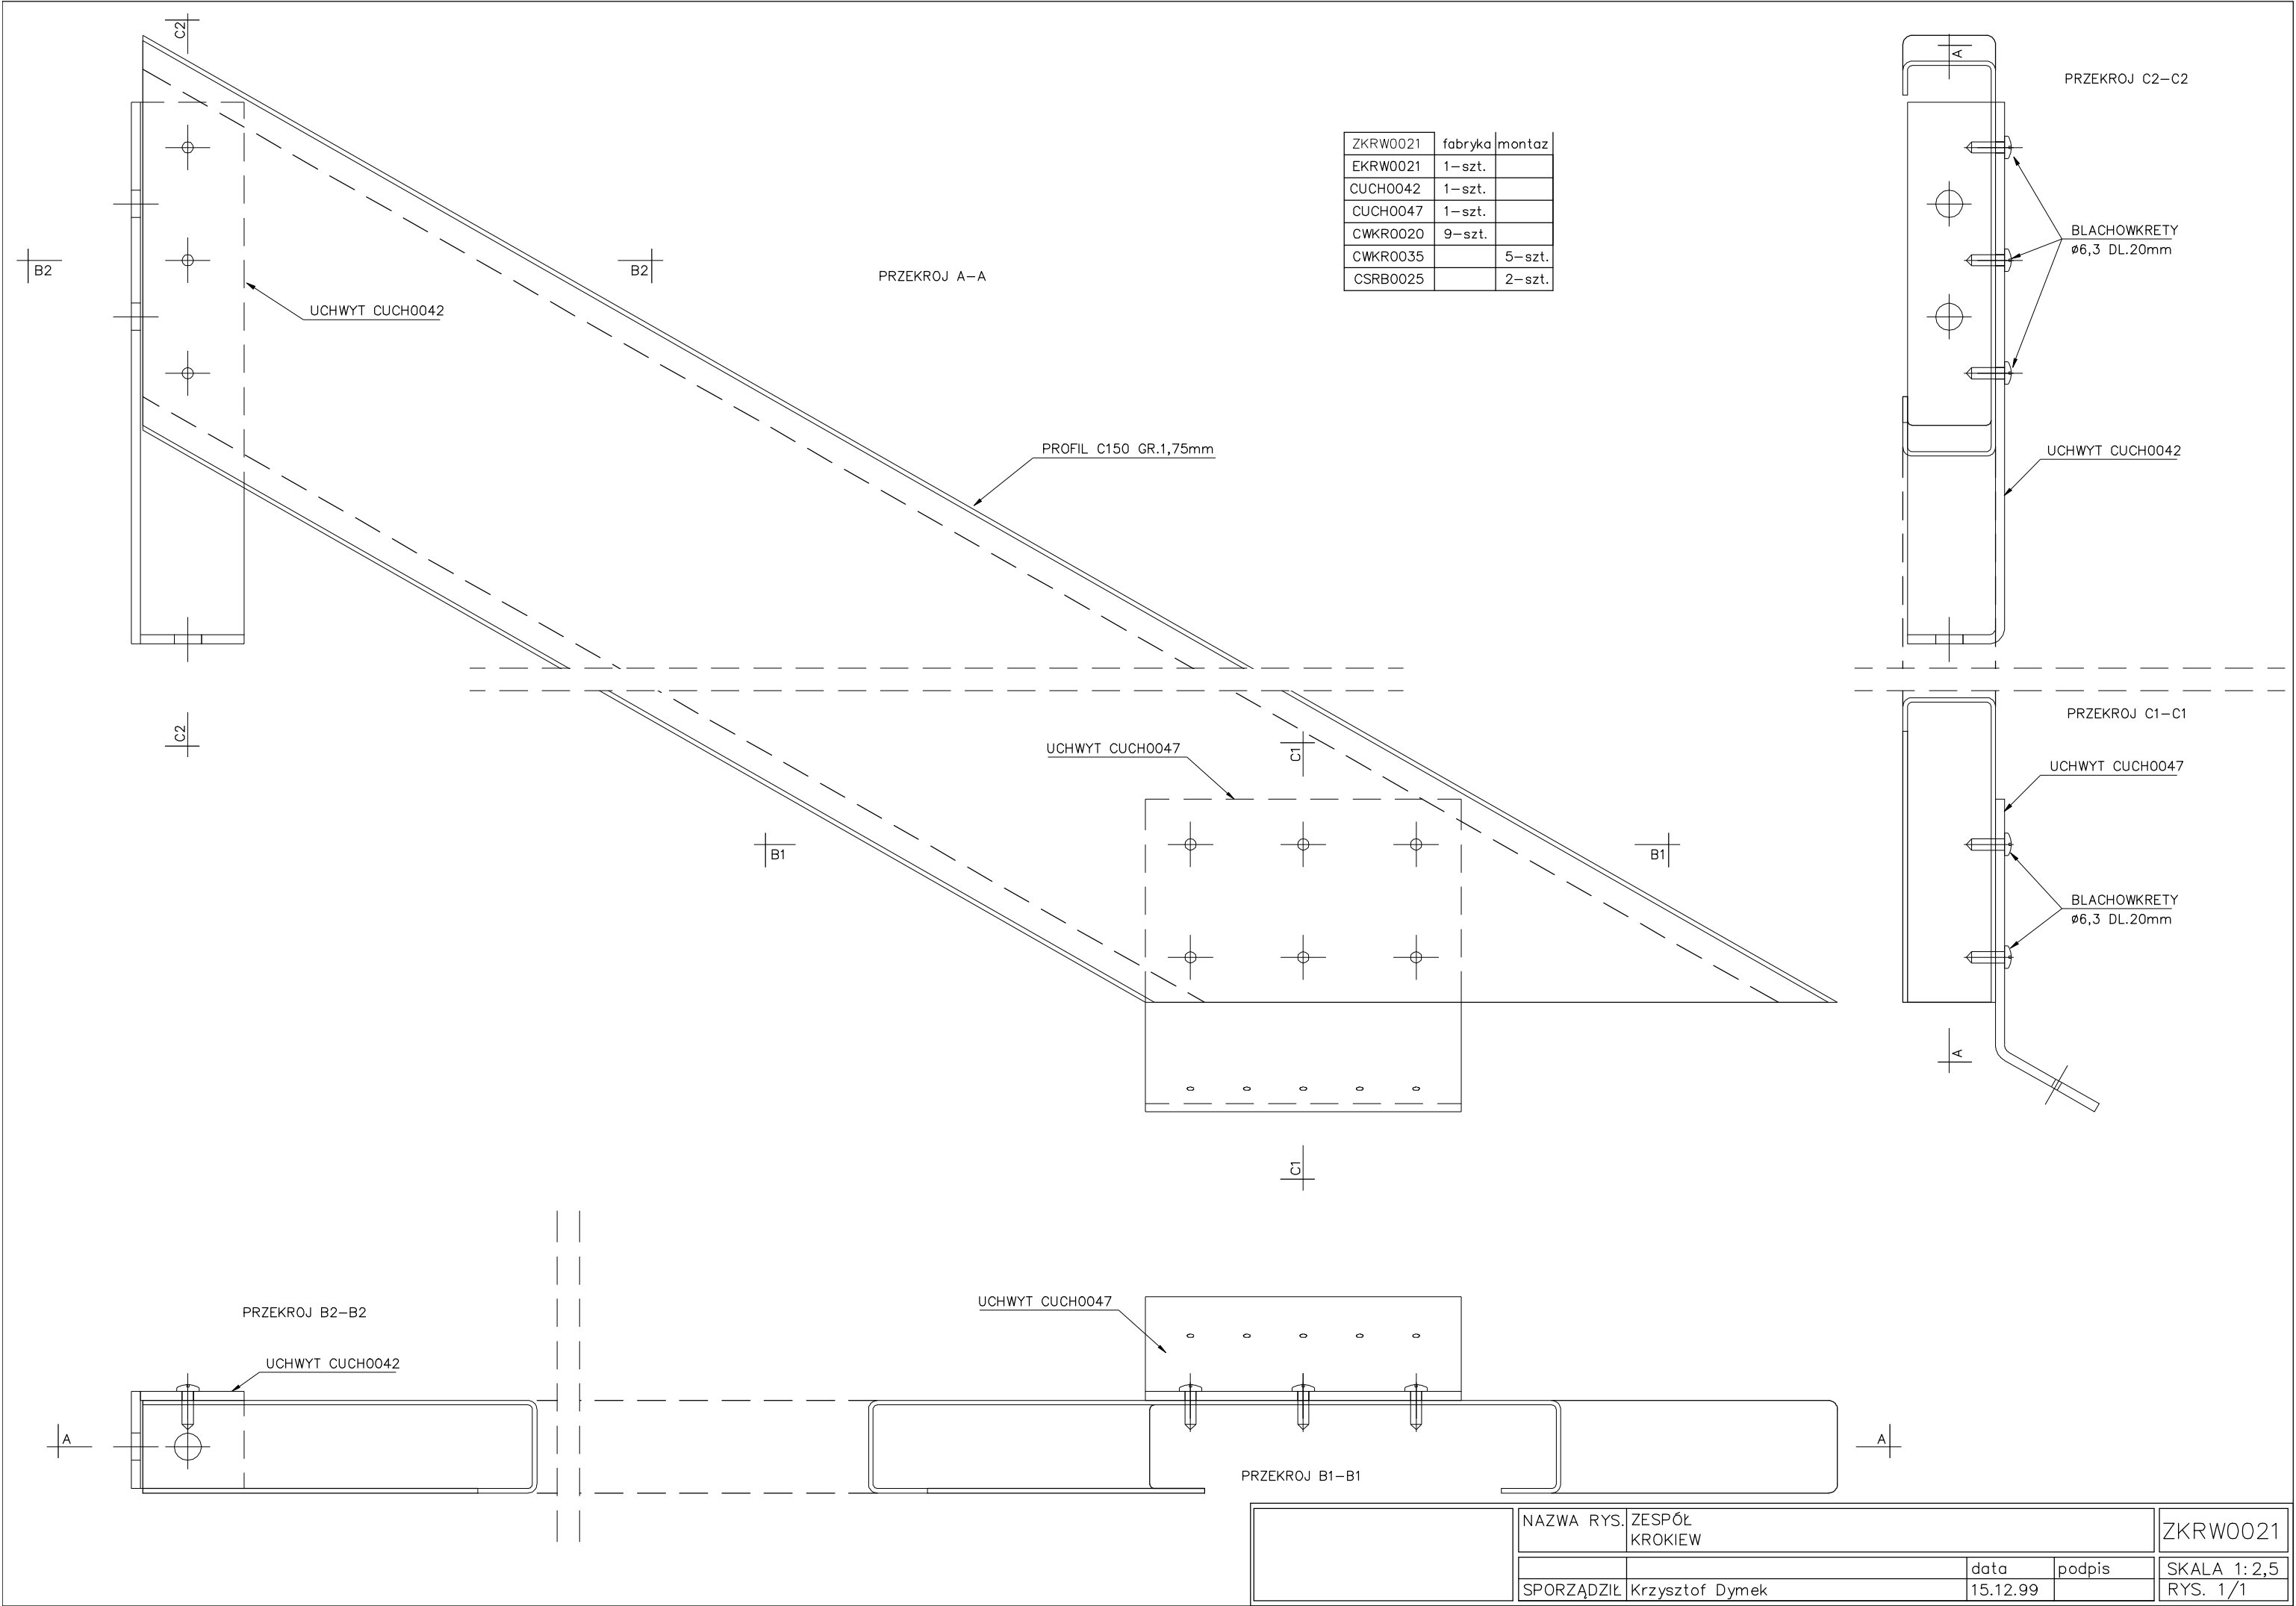 C2
A
PRZEKROJ C2-C2
ZKRW0021 fabryka montaz
EKRW0021 1-szt.
CUCH0042 1-szt.
CUCH0047 1-szt.
CWKR0020 9-szt.
CWKR0035 5-szt.
CSRB0025 2-szt.
BLACHOWKRETY
ø6,3 DL.20mm
B2
B2
PRZEKROJ A-A
UCHWYT CUCH0042
PROFIL C150 GR.1,75mm
UCHWYT CUCH0042
C2
PRZEKROJ C1-C1
UCHWYT CUCH0047
C1
UCHWYT CUCH0047
B1
B1
BLACHOWKRETY
ø6,3 DL.20mm
A
C1
PRZEKROJ B2-B2
UCHWYT CUCH0047
UCHWYT CUCH0042
A
A
PRZEKROJ B1-B1
NAZWA RYS. ZESPÓŁ
KROKIEW
ZKRW0021
data podpis SKALA 1:2,5
SPORZĄDZIŁ Krzysztof Dymek 15.12.99 RYS. 1/1